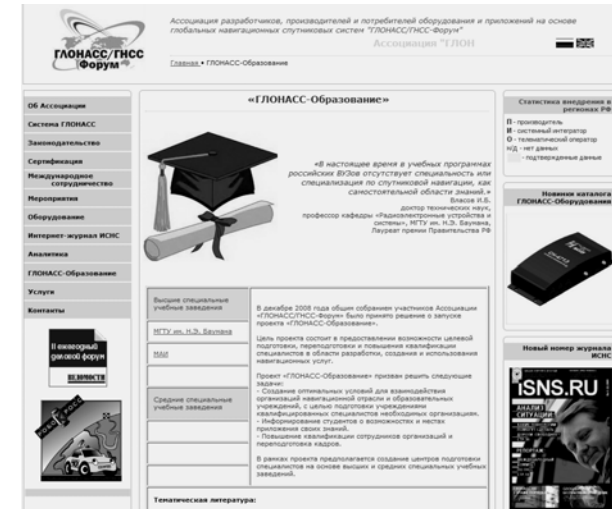 Ассоциация разработчиков, производителей и потребителей оборудования и приложений на основе
глобальных навигационных спутниковых систем "ГЛОНАСС/ГНСС-Форум"
Ассоциация "ГЛОН
ГЛОНАСС/ГНСС
Форум
Главная • ГЛОНАСС-Образование
Об Ассоциации
Система ГЛОНАСС
Законодательство
Сертификация
Международное
сотрудничество
Мероприятия
Оборудование
Интернет-журнал ИСНС
Аналитика
ГЛОНАСС-Образование
Услуги
Контакты
II ежегодный
деловой форум
ВЕДОМОСТИ
«ГЛОНАСС-Образование»
«В настоящее время в учебных программах
российских ВУЗов отсутствует специальность или
специализация по спутниковой навигации, как
самостоятельной области знаний.»
Власов И.Б.
доктор технических наук,
профессор кафедры «Радиоэлектронные устройства и
системы», МГТУ им. Н.Э. Баумана,
Лауреат премии Правительства РФ
Высшие специальные
учебные заведения
МГТУ им. Н.Э. Баумана
МАИ
Средние специальные
учебные заведения
В декабре 2008 года общим собранием участников Ассоциации
«ГЛОНАСС/ГНСС-Форум» было принято решение о запуске
проекта «ГЛОНАСС-Образование».
Цель проекта состоит в предоставлении возможности целевой
подготовки, переподготовки и повышения квалификации
специалистов в области разработки, создания и использования
навигационных услуг.
Проект «ГЛОНАСС-Образование» призван решить следующие
задачи:
- Создание оптимальных условий для взаимодействия
организаций навигационной отрасли и образовательных
учреждений, с целью подготовки учреждениями
квалифицированных специалистов необходимых организациям.
- Информирование студентов о возможностях и местах
приложения своих знаний.
- Повышение квалификации сотрудников организаций и
переподготовка кадров.
В рамках проекта предполагается создание центров подготовки
специалистов на основе высших и средних специальных учебных
заведений.
Тематическая литература:
Статистика внедрения в
регионах РФ
П - производитель
И - системный интегратор
О - телематический оператор
н/д - нет данных
- подтвержденные данные
Новинки каталога
ГЛОНАСС-Оборудования
Новый номер журнала
ИСНС
iSNS.RU
АНАЛИЗ
СИТУАЦИИ
РЕПОРТАЖ